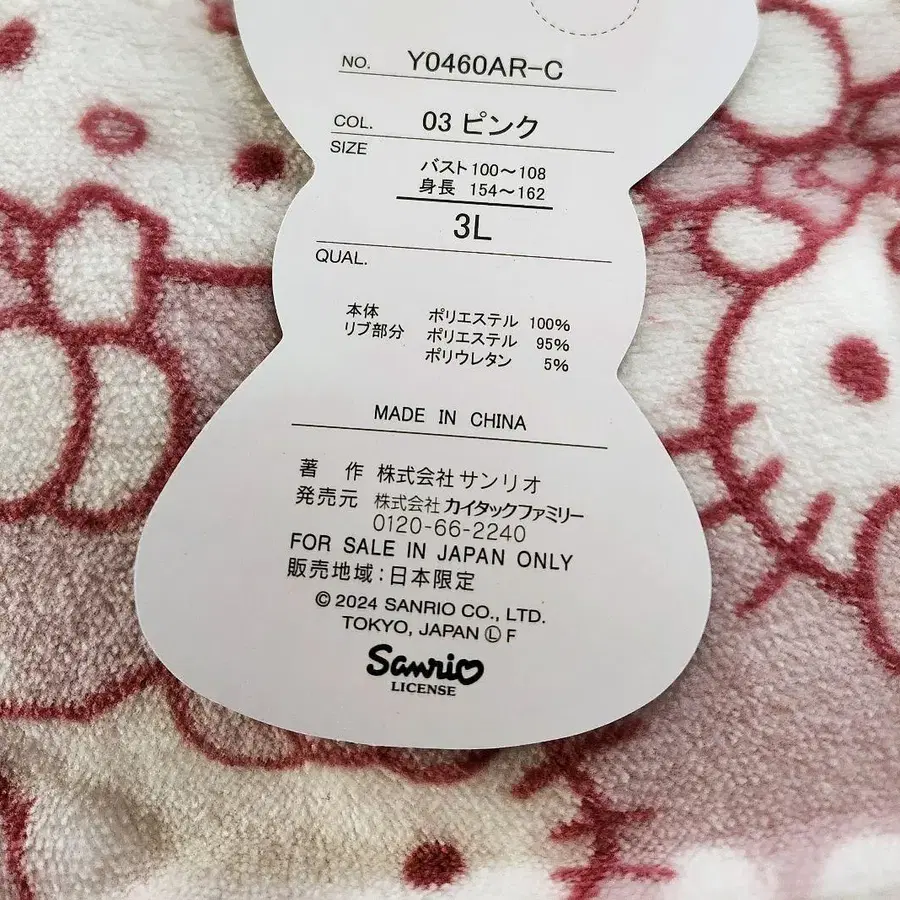 NO. Y0460AR-C
COL. 03 ピンク
SIZE
バスト 100～108
身長 154～162
3L
QUAL.
本体 ポリエステル 100%
リブ部分 ポリエステル 95%
ポリウレタン 5%
MADE IN CHINA
著作 株式会社サンリオ
発売元 株式会社カイタックファミリー
0120-66-2240
FOR SALE IN JAPAN ONLY
販売地域：日本限定
© 2024 SANRIO CO., LTD.
TOKYO, JAPAN Ⓛ F
Sanrio
LICENSE